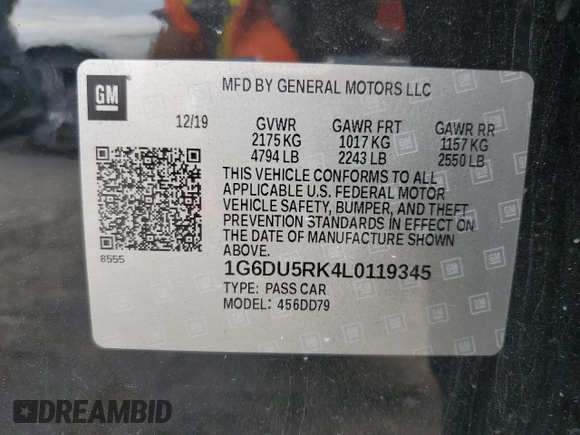 GM
MFD BY GENERAL MOTORS LLC
12/19
GVWR GAWR FRT GAWR RR
2175 KG 1017 KG 1157 KG
4794 LB 2243 LB 2550 LB
THIS VEHICLE CONFORMS TO ALL
APPLICABLE U.S. FEDERAL MOTOR
VEHICLE SAFETY, BUMPER, AND THEFT
PREVENTION STANDARDS IN EFFECT ON
THE DATE OF MANUFACTURE SHOWN
ABOVE.
8555
1G6DU5RK4L0119345
TYPE: PASS CAR
MODEL: 456DD79
DREAMBID